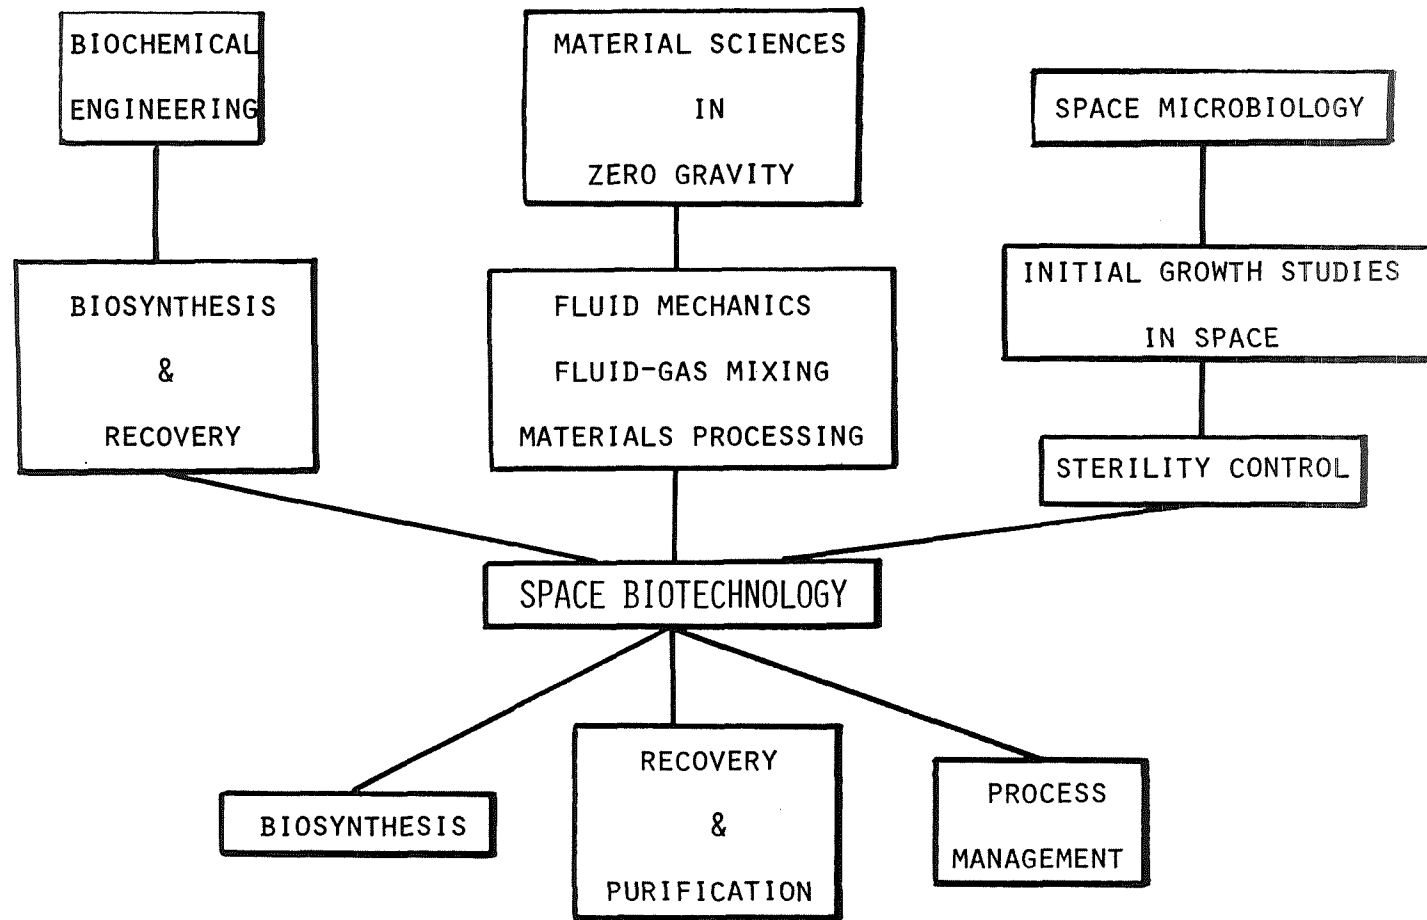 BIOCHEMICAL
ENGINEERING
MATERIAL SCIENCES
IN
ZERO GRAVITY
SPACE MICROBIOLOGY
BIOSYNTHESIS
&
RECOVERY
FLUID MECHANICS
FLUID-GAS MIXING
MATERIALS PROCESSING
INITIAL GROWTH STUDIES
IN SPACE
STERILITY CONTROL
SPACE BIOTECHNOLOGY
BIOSYNTHESIS
RECOVERY
&
PURIFICATION
PROCESS
MANAGEMENT